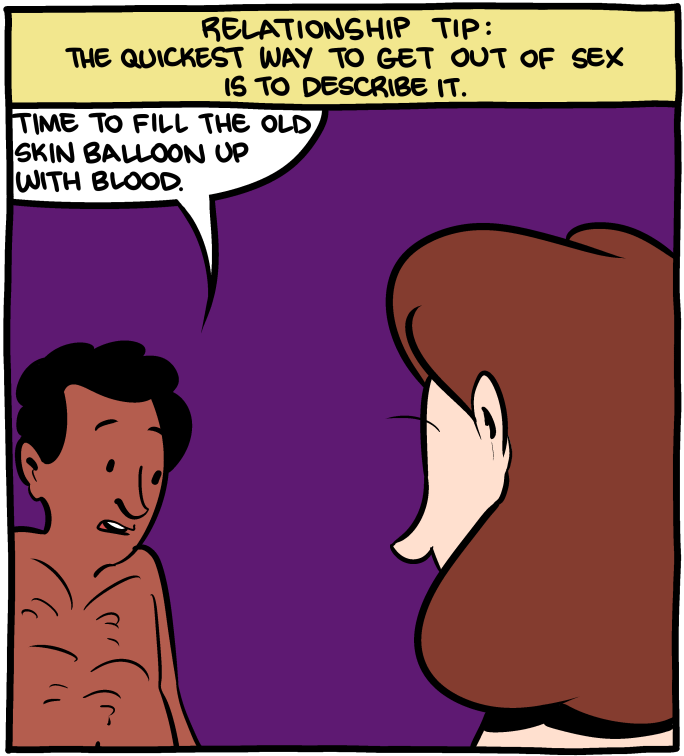 RELATIONSHIP TIP:
THE QUICKEST WAY TO GET OUT OF SEX
IS TO DESCRIBE IT.
TIME TO FILL THE OLD
SKIN BALLOON UP
WITH BLOOD.